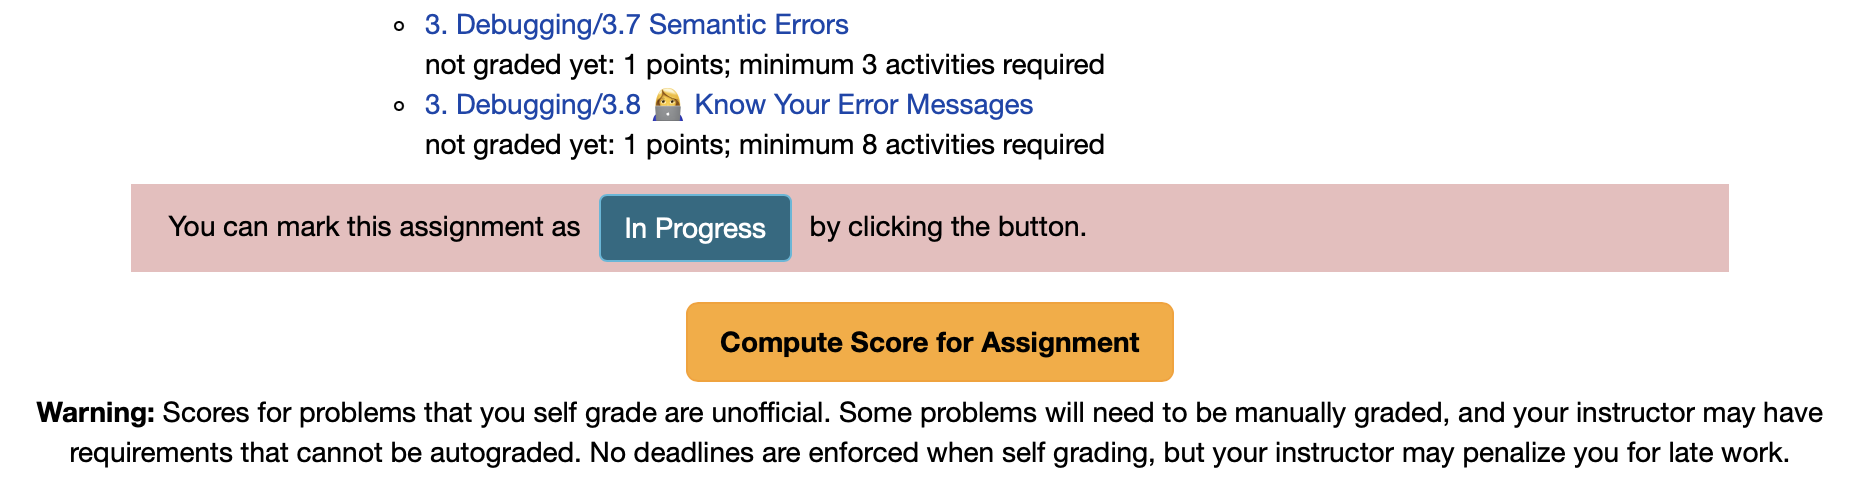 3. Debugging/3.7 Semantic Errors
not graded yet: 1 points; minimum 3 activities required
3. Debugging/3.8 👩‍💻 Know Your Error Messages
not graded yet: 1 points; minimum 8 activities required
You can mark this assignment as In Progress by clicking the button.
Compute Score for Assignment
Warning: Scores for problems that you self grade are unofficial. Some problems will need to be manually graded, and your instructor may have
requirements that cannot be autograded. No deadlines are enforced when self grading, but your instructor may penalize you for late work.